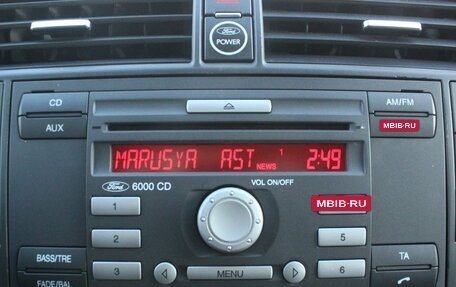 Ford
POWER
CD
AM/FM
AUX
MBIB-RU
MARUSYA AST NEWS 1 2:49
Ford 6000 CD
VOL ON/OFF
1
MBIB-RU
2
5
BASS/TRE
3
MENU
6
TA
FADE/BAL